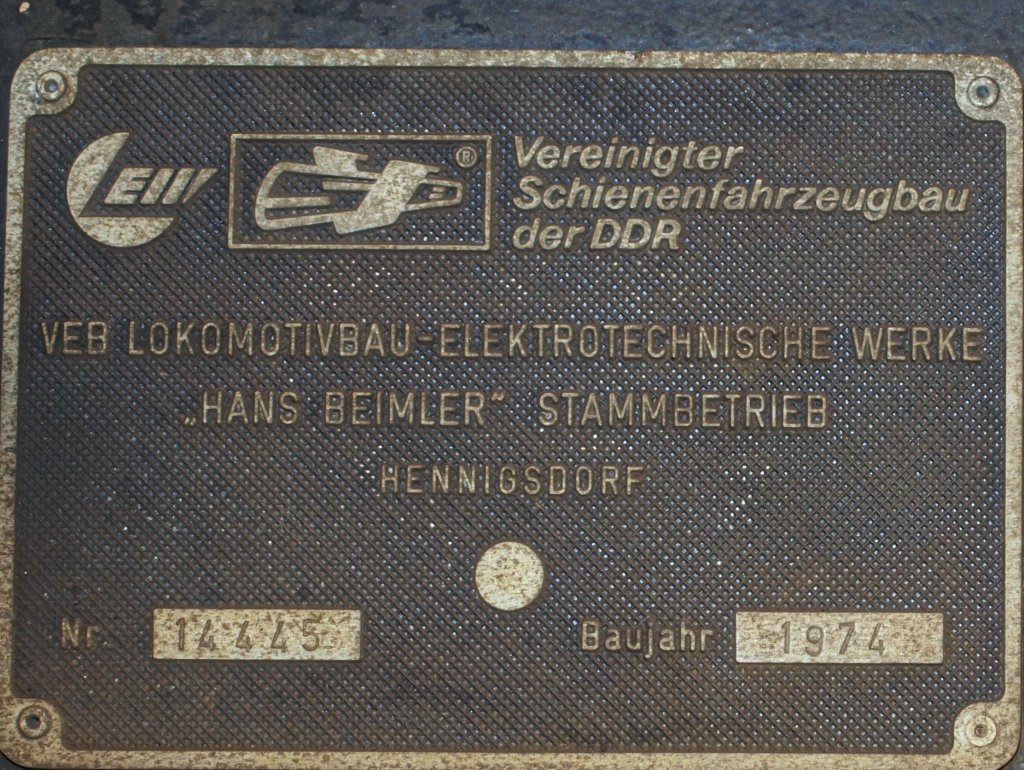 LEW
®
Vereinigter
Schienenfahrzeugbau
der DDR
VEB LOKOMOTIVBAU-ELEKTROTECHNISCHE WERKE
„HANS BEIMLER“ STAMMBETRIEB
HENNIGSDORF
Nr. 14445 Baujahr 1974